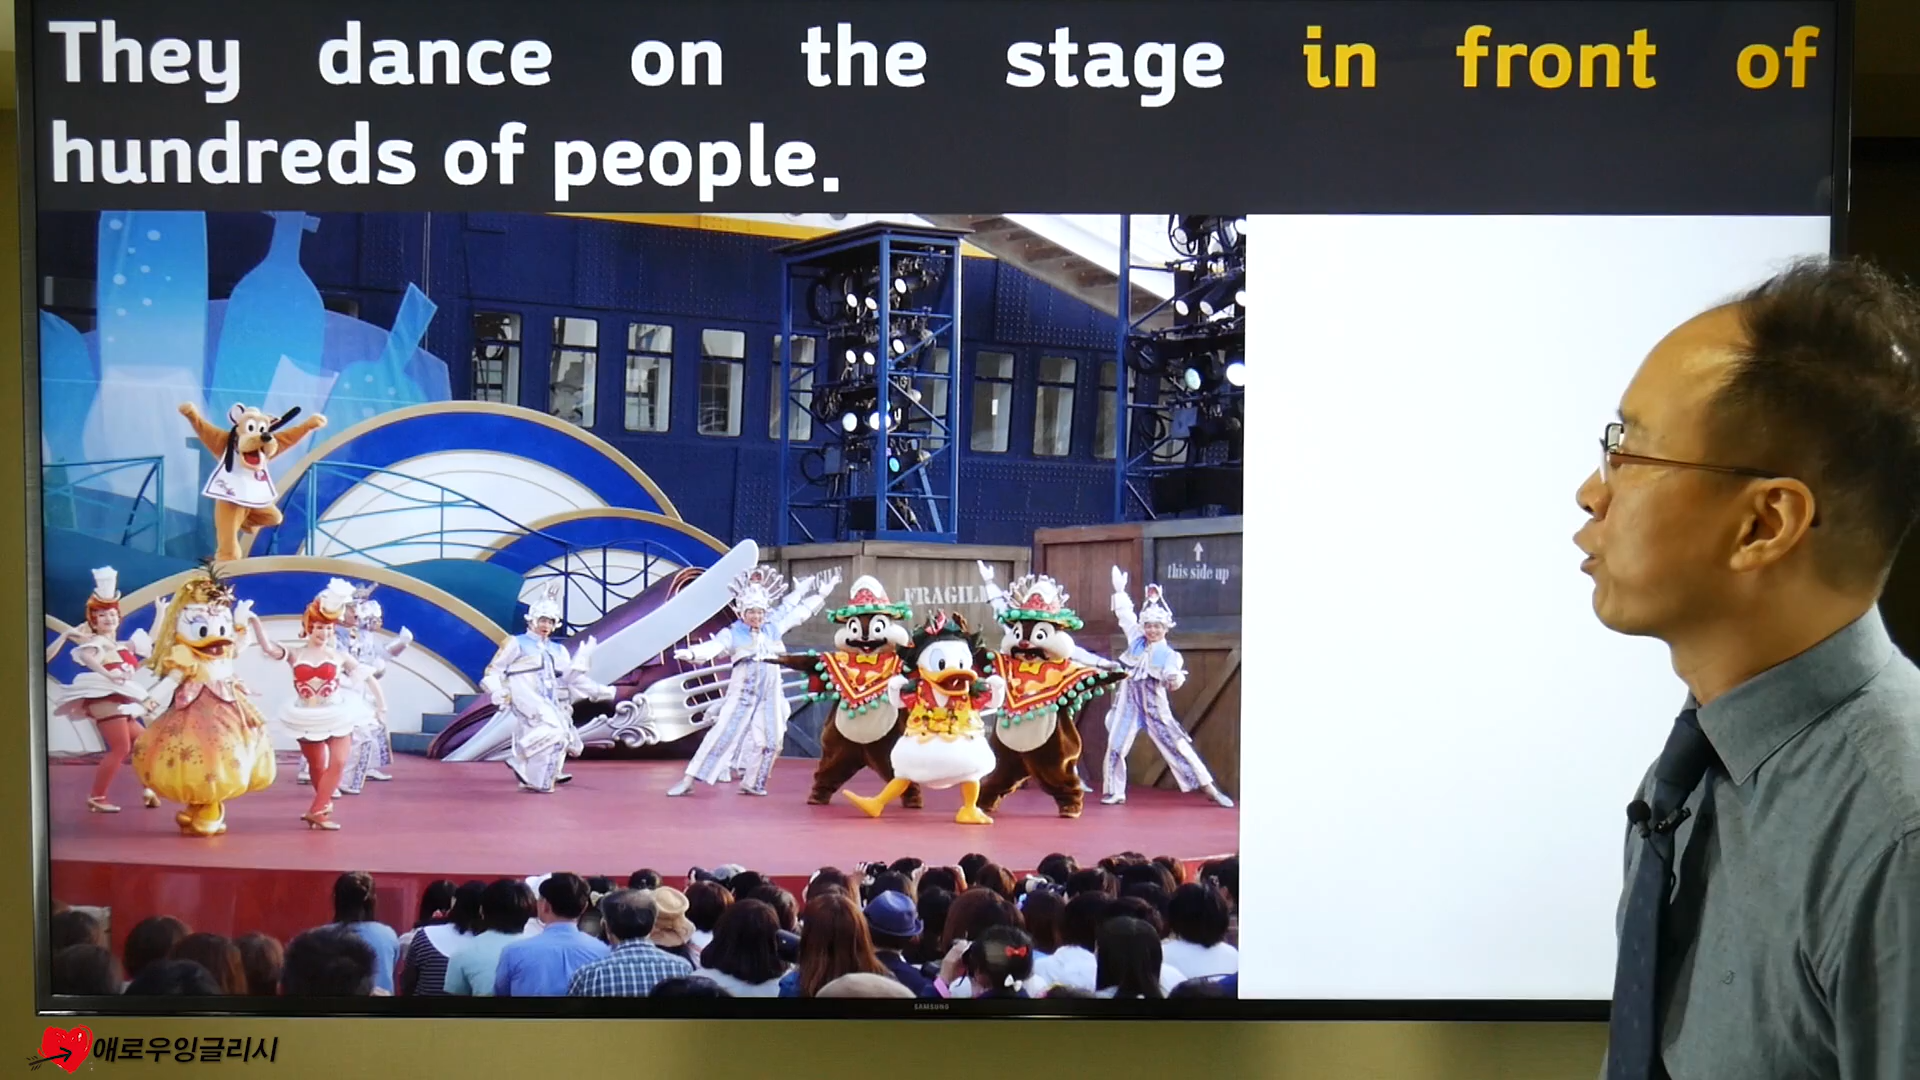 They dance on the stage in front of
hundreds of people.
FRAGILE
this side up
SAMSUNG
애로우잉글리시